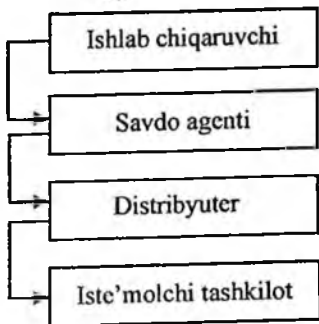 Ishlab chiqaruvchi
Savdo agenti
Distribyuter
Iste'molchi tashkilot